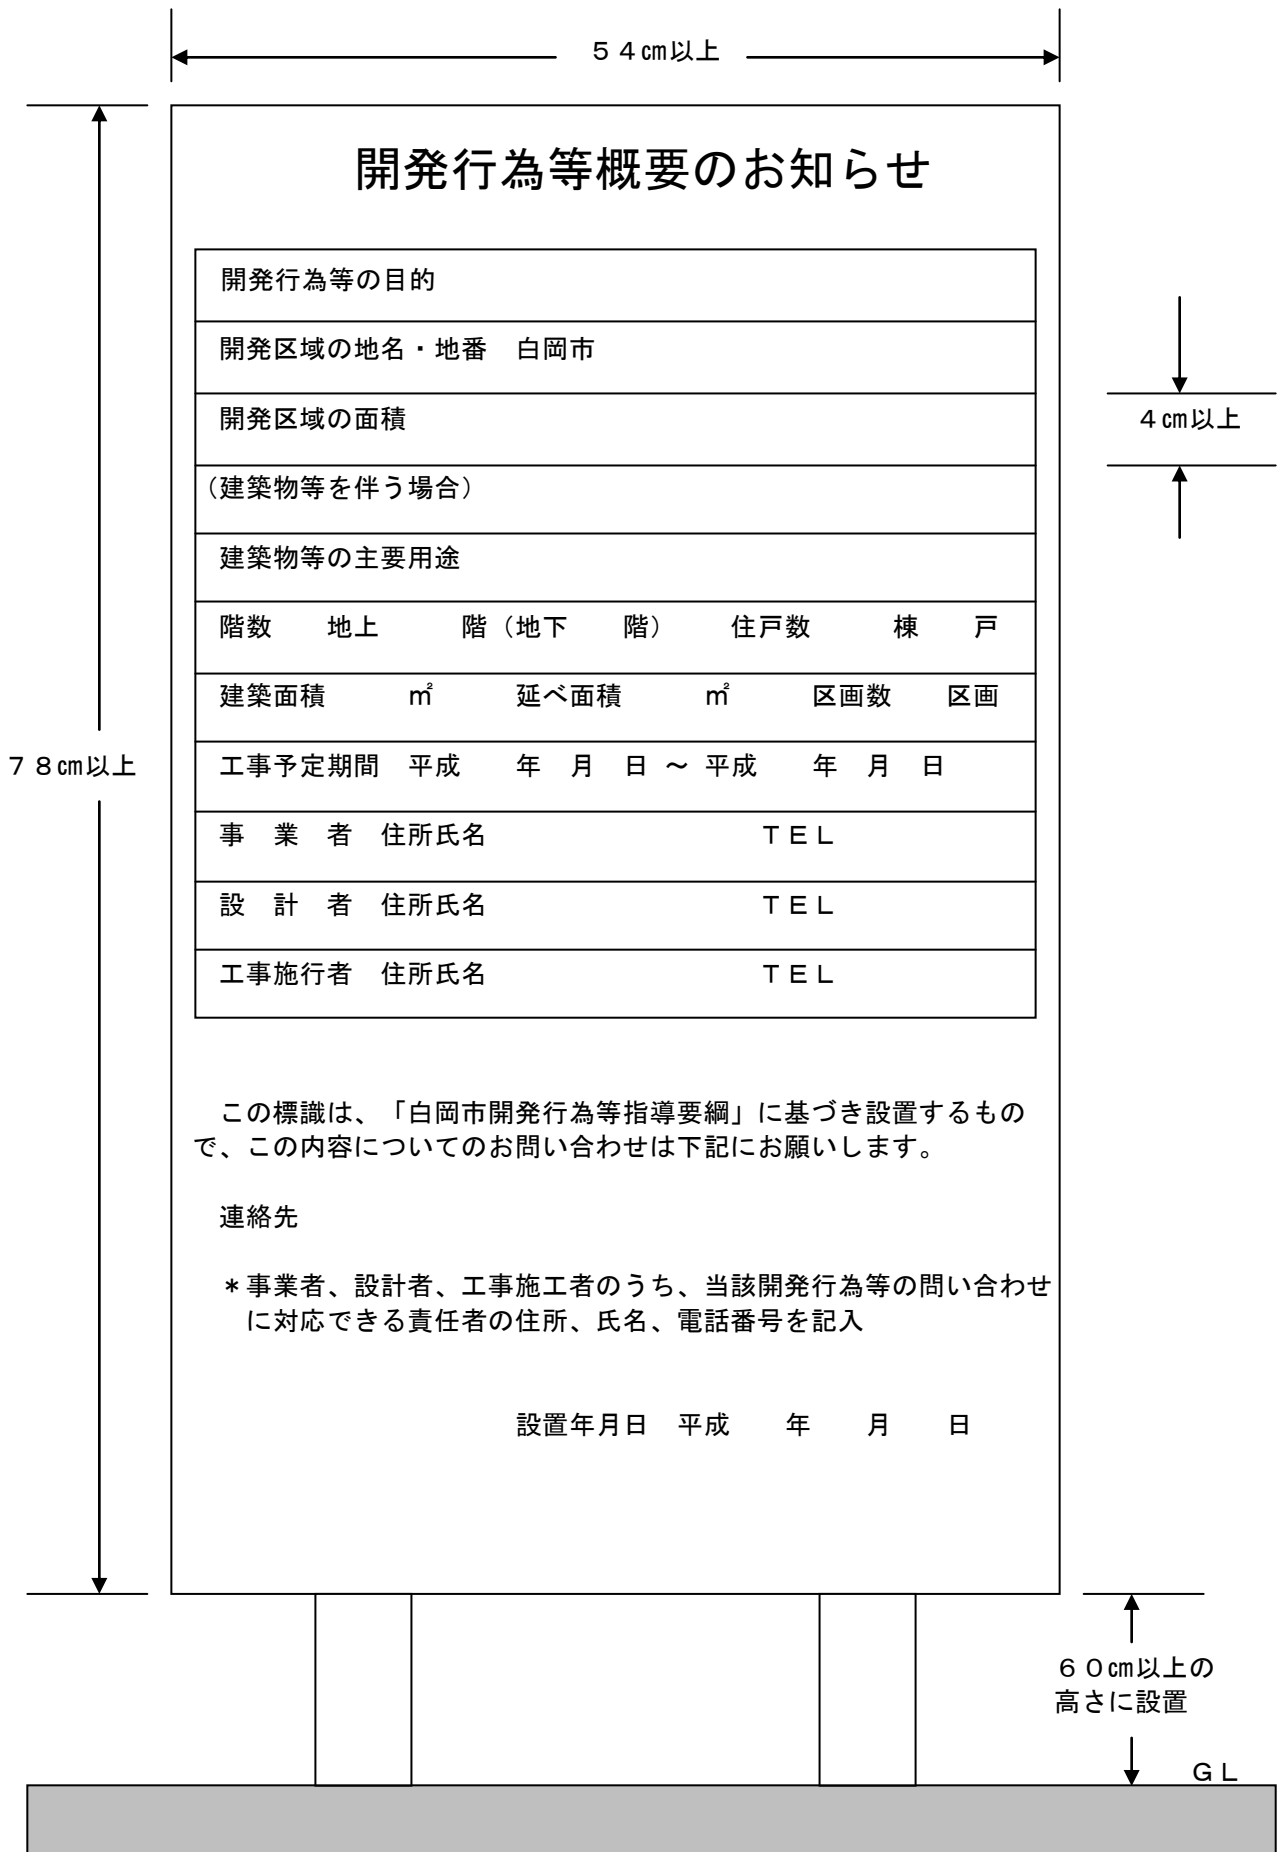 ５４㎝以上
開発行為等概要のお知らせ
開発行為等の目的
開発区域の地名・地番　白岡市
開発区域の面積
４㎝以上
（建築物等を伴う場合）
建築物等の主要用途
階数　　地上　　　階（地下　　階）　　住戸数　　　棟　　戸
建築面積　　　㎡　　　延べ面積　　　㎡　　　区画数　　区画
７８㎝以上
工事予定期間　平成　　年　月　日 ～ 平成　　年　月　日
事　業　者　住所氏名　　　　　　　　　　ＴＥＬ
設　計　者　住所氏名　　　　　　　　　　ＴＥＬ
工事施行者　住所氏名　　　　　　　　　　ＴＥＬ
この標識は、「白岡市開発行為等指導要綱」に基づき設置するもの
で、この内容についてのお問い合わせは下記にお願いします。
連絡先
＊事業者、設計者、工事施工者のうち、当該開発行為等の問い合わせ
に対応できる責任者の住所、氏名、電話番号を記入
設置年月日　平成　　年　　月　　日
６０㎝以上の
高さに設置
ＧＬ